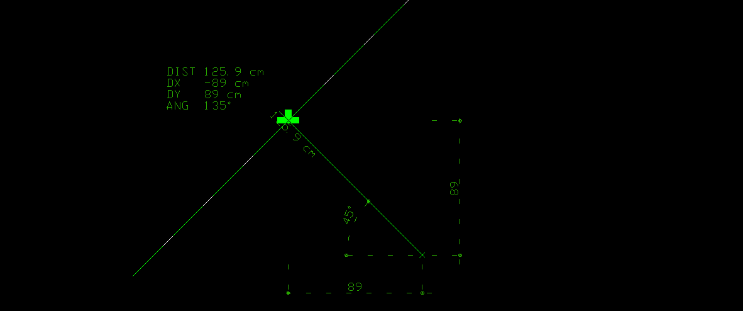 DIST 125.9 cm
DX -89 cm
DY 89 cm
ANG 135°
9 cm
45°
89
89